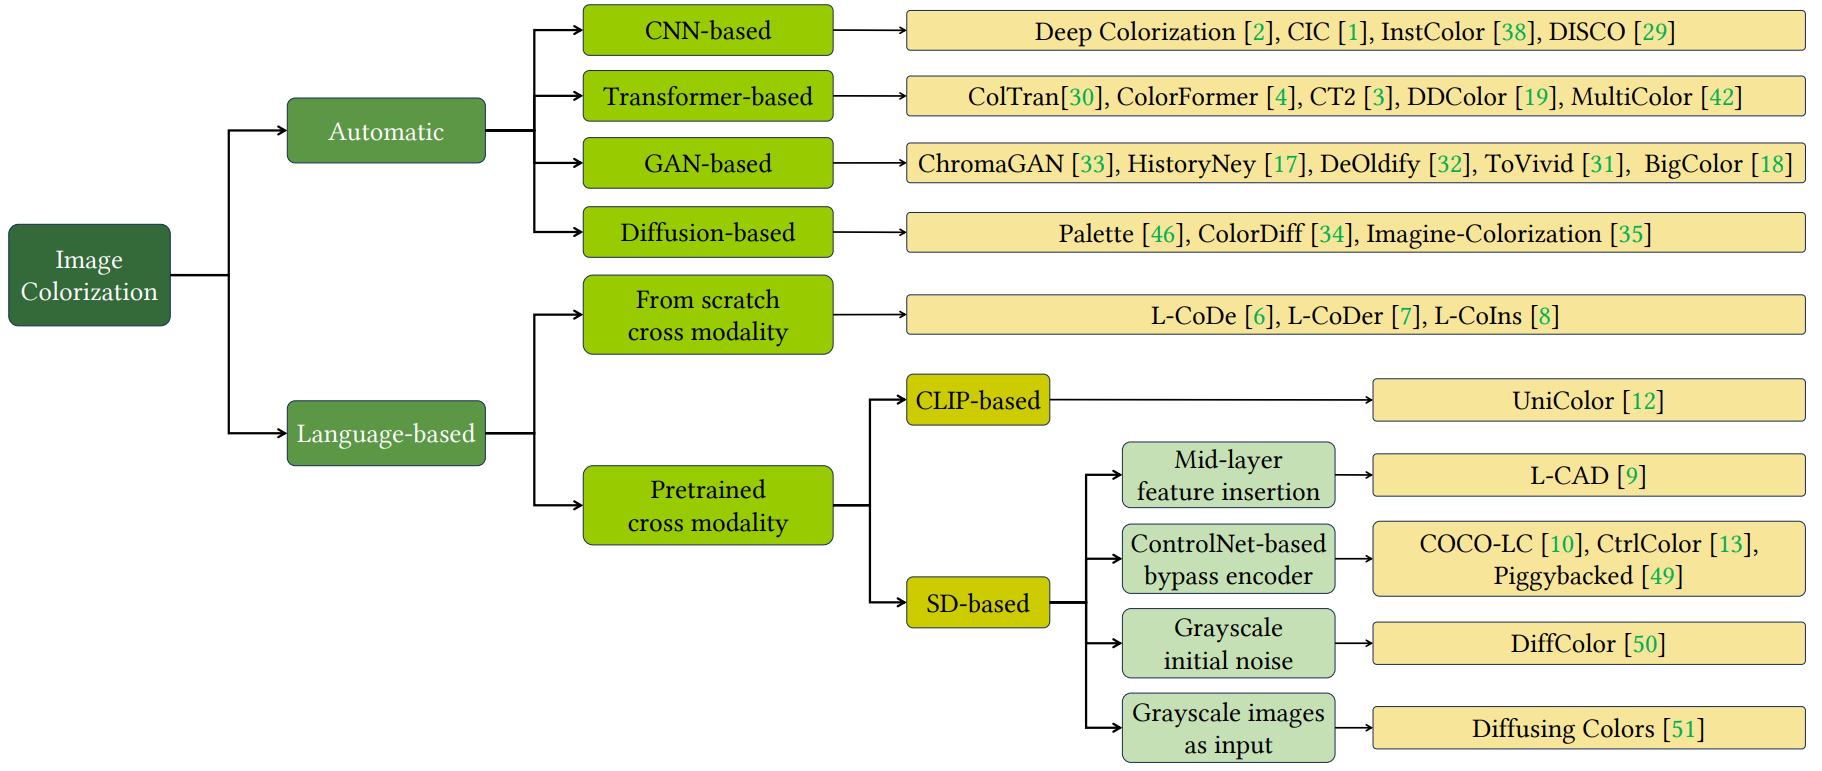 Image
Colorization
Automatic
CNN-based
Deep Colorization [2], CIC [1], InstColor [38], DISCO [29]
Transformer-based
ColTran[30], ColorFormer [4], CT2 [3], DDColor [19], MultiColor [42]
GAN-based
ChromaGAN [33], HistoryNey [17], DeOldify [32], ToVivid [31], BigColor [18]
Diffusion-based
Palette [46], ColorDiff [34], Imagine-Colorization [35]
Language-based
From scratch
cross modality
L-CoDe [6], L-CoDer [7], L-CoIns [8]
Pretrained
cross modality
CLIP-based
UniColor [12]
SD-based
Mid-layer
feature insertion
L-CAD [9]
ControlNet-based
bypass encoder
COCO-LC [10], CtrlColor [13],
Piggybacked [49]
Grayscale
initial noise
DiffColor [50]
Grayscale images
as input
Diffusing Colors [51]